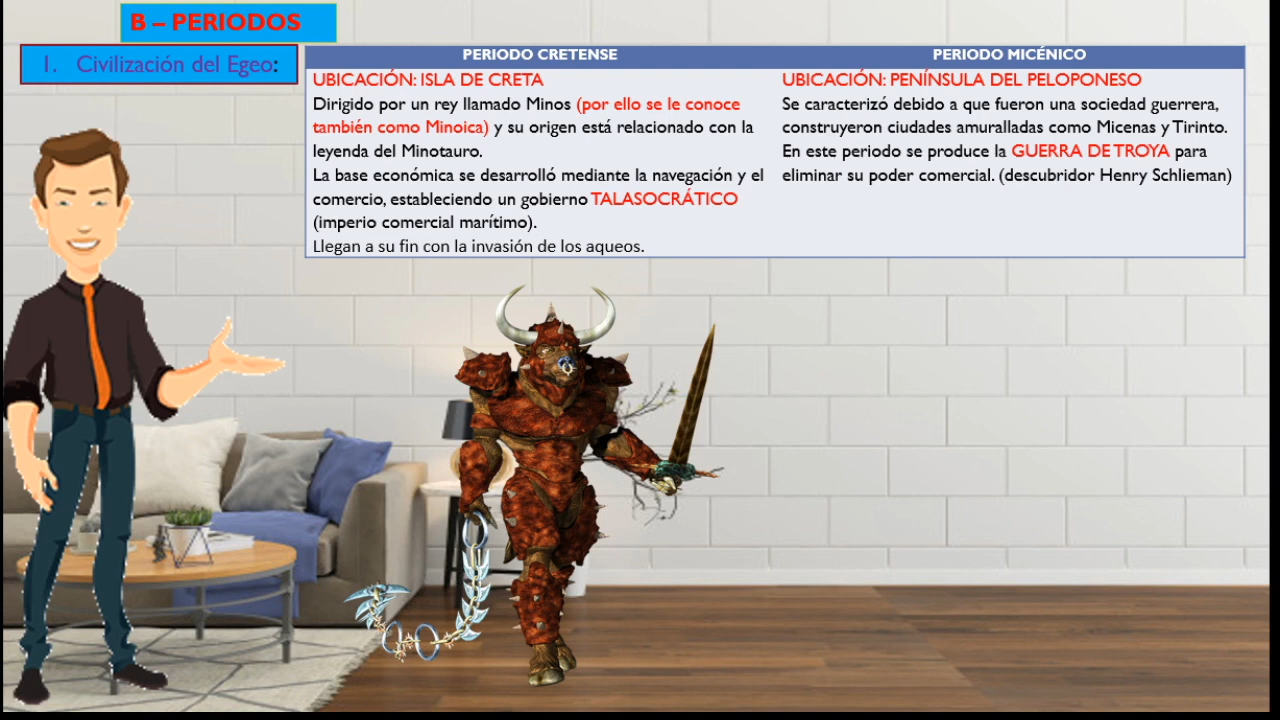 B – PERIODOS
1. Civilización del Egeo:
PERIODO CRETENSE
UBICACIÓN: ISLA DE CRETA
Dirigido por un rey llamado Minos (por ello se le conoce
también como Minoica) y su origen está relacionado con la
leyenda del Minotauro.
La base económica se desarrolló mediante la navegación y el
comercio, estableciendo un gobierno TALASOCRÁTICO
(imperio comercial marítimo).
Llegan a su fin con la invasión de los aqueos.
PERIODO MICÉNICO
UBICACIÓN: PENÍNSULA DEL PELOPONESO
Se caracterizó debido a que fueron una sociedad guerrera,
construyeron ciudades amuralladas como Micenas y Tirinto.
En este periodo se produce la GUERRA DE TROYA para
eliminar su poder comercial. (descubridor Henry Schlieman)